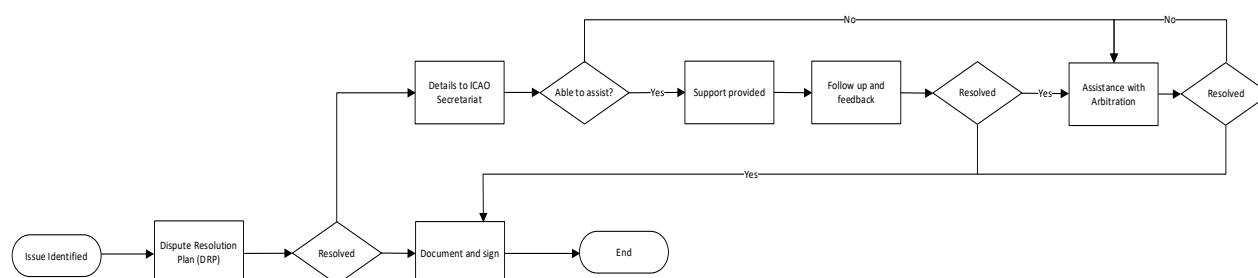 No
No
Details to ICAO
Secretariat
Able to assist?
Yes
Support provided
Follow up and
feedback
Resolved
Yes
Assistance with
Arbitration
Resolved
Yes
Issue Identified
Dispute Resolution
Plan (DRP)
Resolved
Document and sign
End